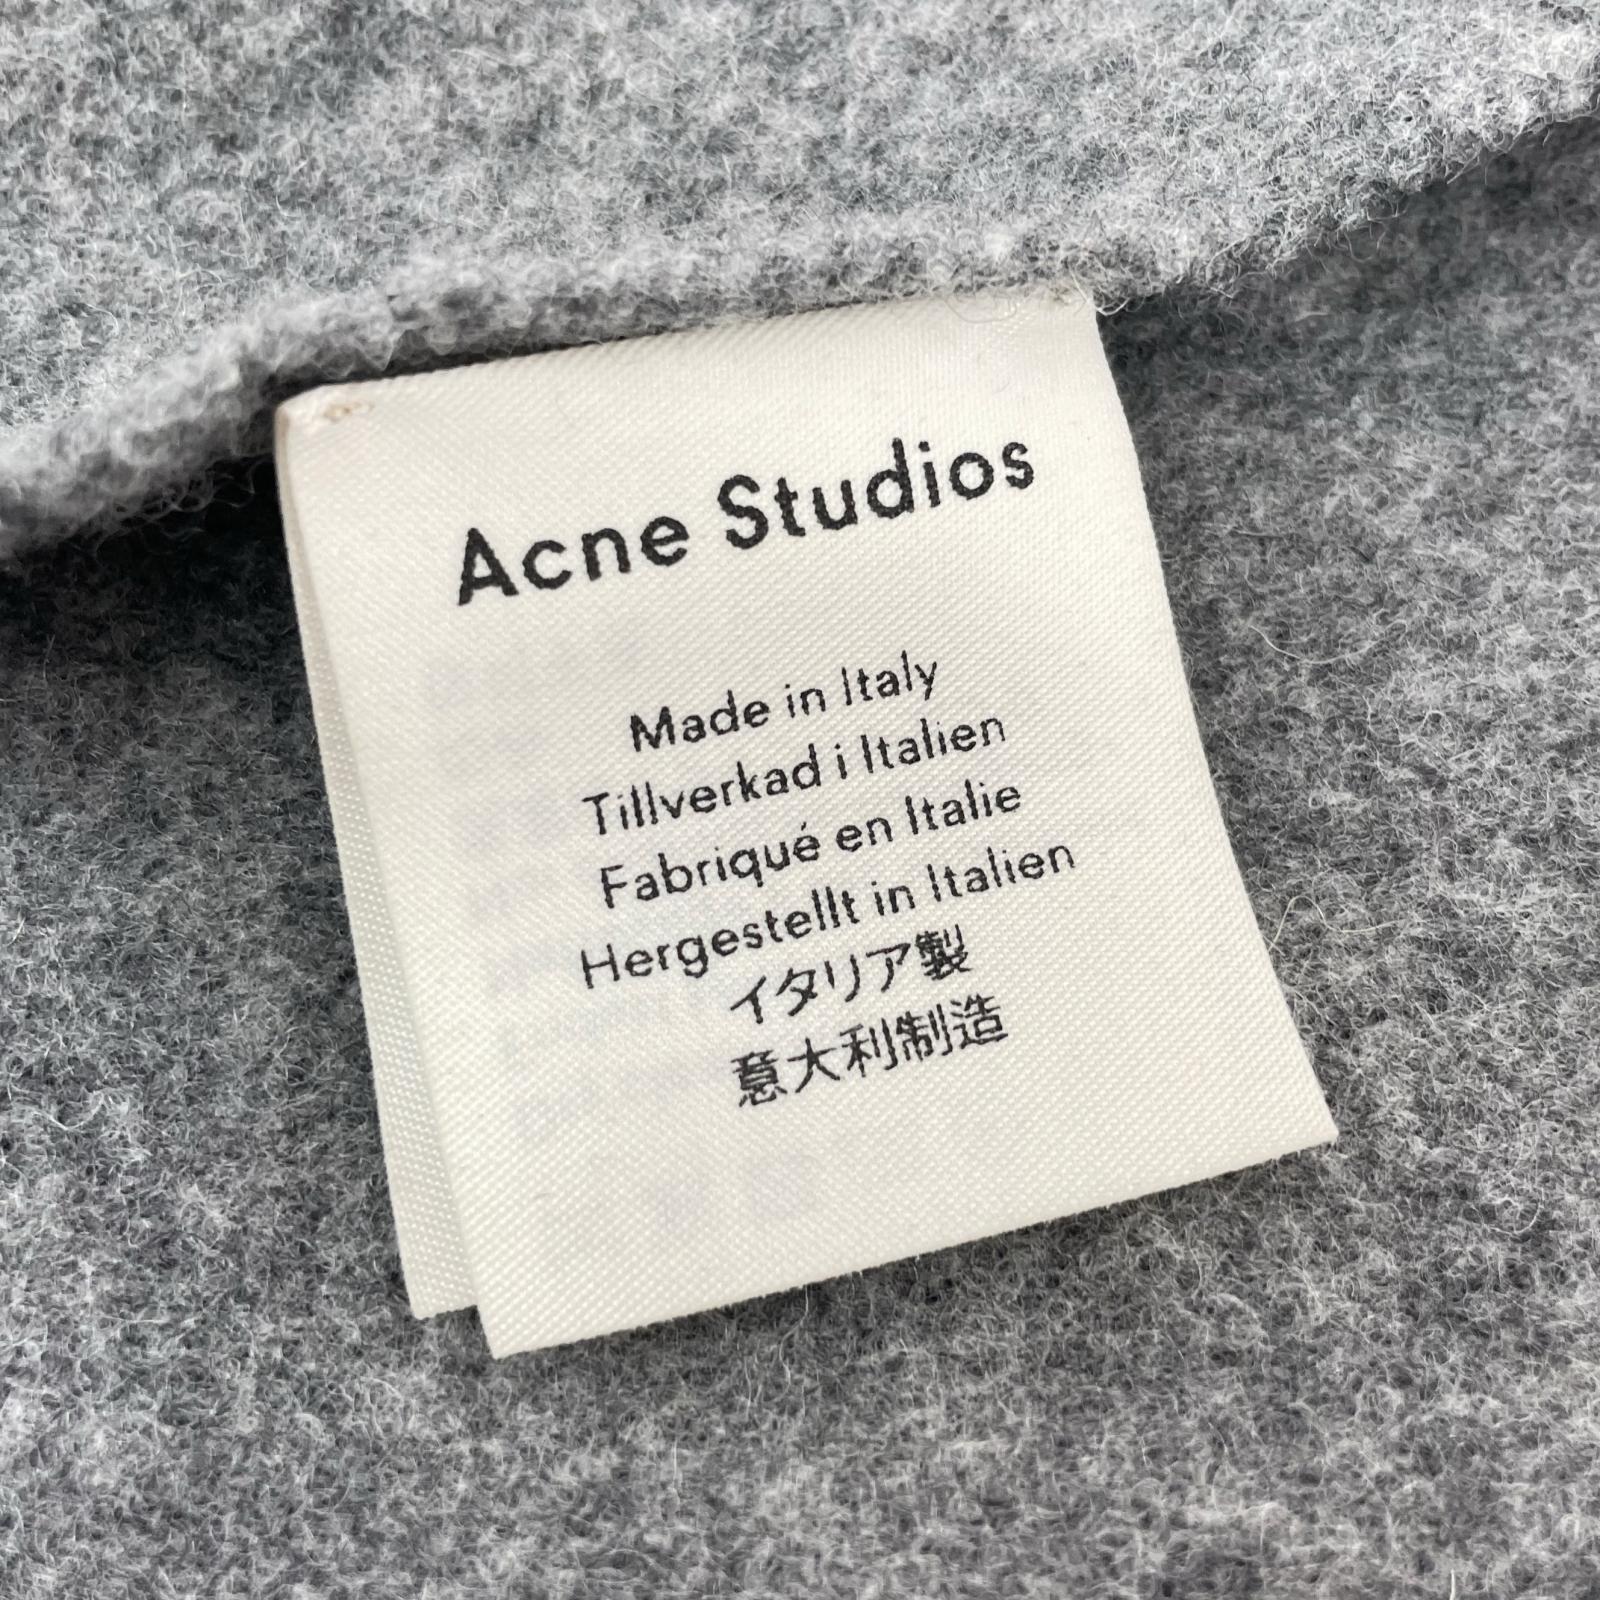 Acne Studios
Made in Italy
Tillverkad i Italien
Fabriqué en Italie
Hergestellt in Italien
イタリア製
意大利制造